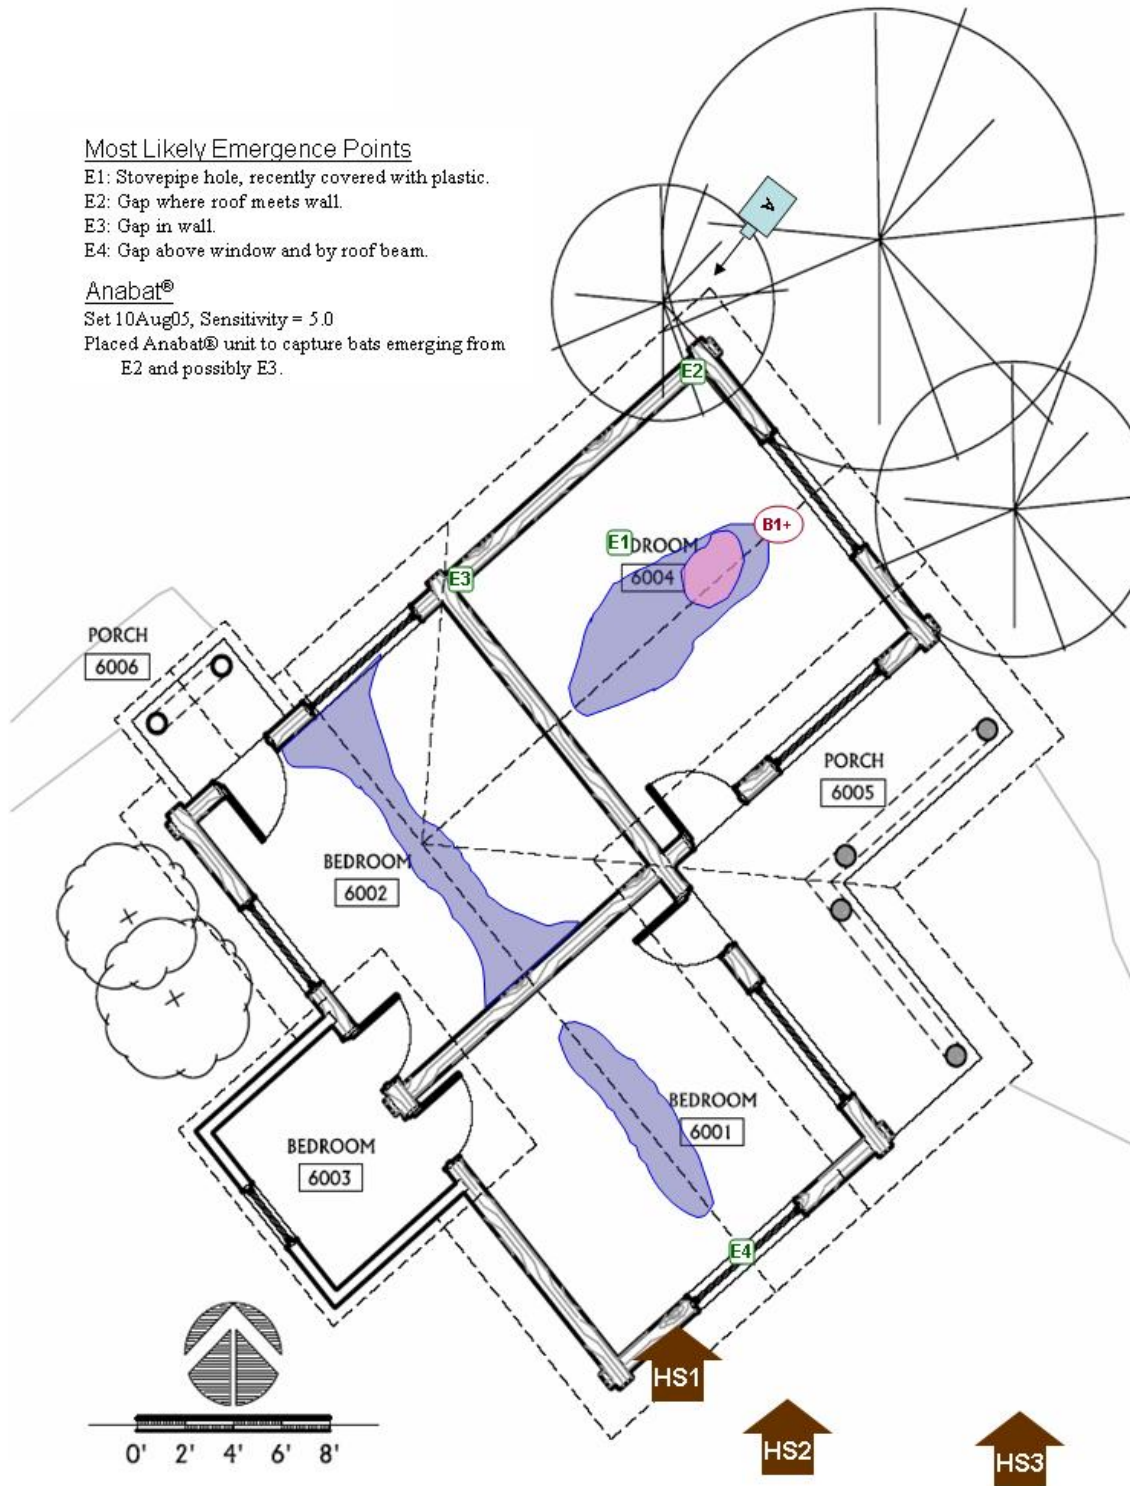 Most Likely Emergence Points
E1: Stovepipe hole, recently covered with plastic.
E2: Gap where roof meets wall.
E3: Gap in wall.
E4: Gap above window and by roof beam.
Anabat®
Set 10Aug05, Sensitivity = 5.0
Placed Anabat® unit to capture bats emerging from
E2 and possibly E3.
A
E2
B1+
E1
DROOM
6004
E3
PORCH
6006
PORCH
6005
BEDROOM
6002
BEDROOM
6001
BEDROOM
6003
E4
HS1
HS2
HS3
0' 2' 4' 6' 8'